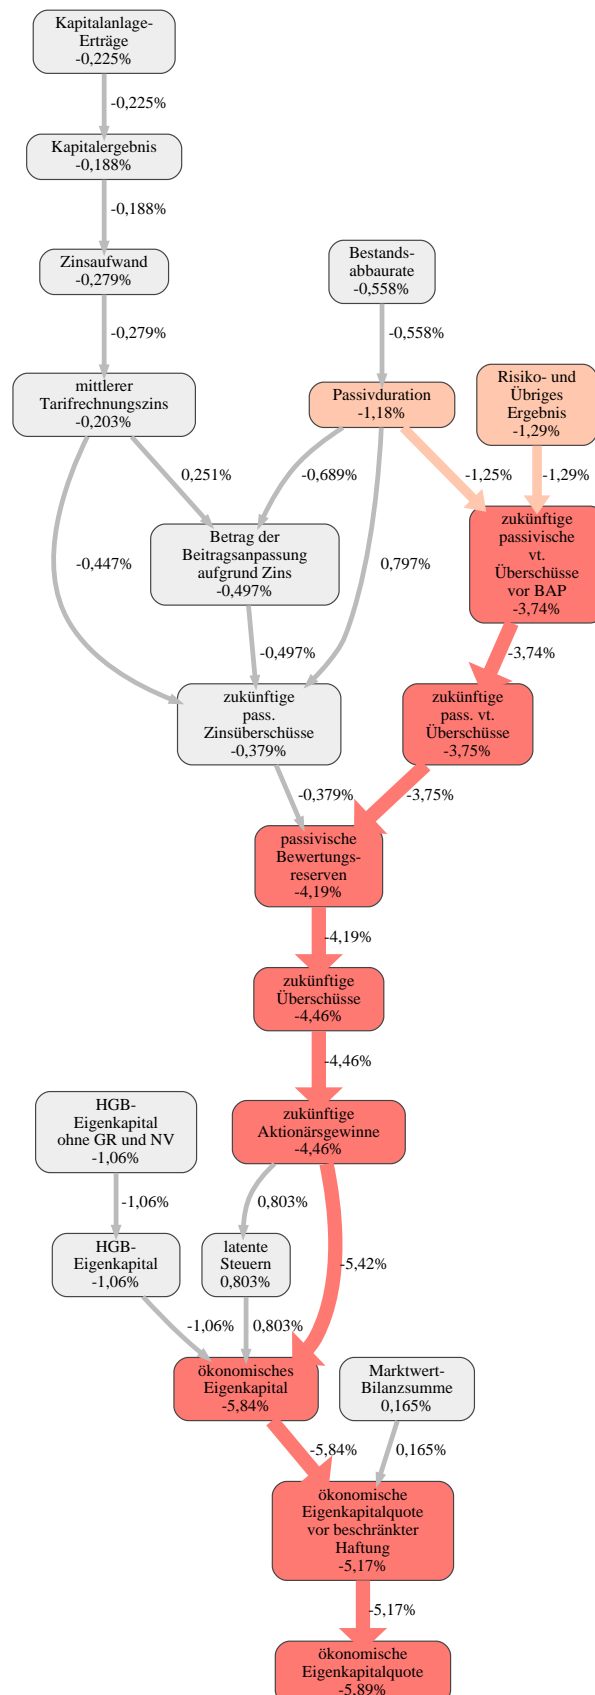 Kapitalanlage-
Erträge
-0,225%
-0,225%
Kapitalergebnis
-0,188%
-0,188%
Zinsaufwand
-0,279%
Bestands-
abbaurate
-0,558%
-0,279%
-0,558%
mittlerer
Tarifrechnungszins
-0,203%
Passivduration
-1,18%
Risiko- und
Übriges
Ergebnis
-1,29%
0,251%
-0,689%
-1,25%
-1,29%
-0,447%
Betrag der
Beitragsanpassung
aufgrund Zins
-0,497%
0,797%
zukünftige
passivische
vt.
Überschüsse
vor BAP
-3,74%
-0,497%
-3,74%
zukünftige
pass.
Zinsüberschüsse
-0,379%
zukünftige
pass. vt.
Überschüsse
-3,75%
-0,379%
-3,75%
passivische
Bewertungs-
reserven
-4,19%
-4,19%
zukünftige
Überschüsse
-4,46%
-4,46%
HGB-
Eigenkapital
ohne GR und NV
-1,06%
zukünftige
Aktionärsgewinne
-4,46%
-1,06%
0,803%
-5,42%
HGB-
Eigenkapital
-1,06%
latente
Steuern
0,803%
-1,06%
0,803%
ökonomisches
Eigenkapital
-5,84%
Marktwert-
Bilanzsumme
0,165%
-5,84%
0,165%
ökonomische
Eigenkapitalquote
vor beschränkter
Haftung
-5,17%
-5,17%
ökonomische
Eigenkapitalquote
-5,89%